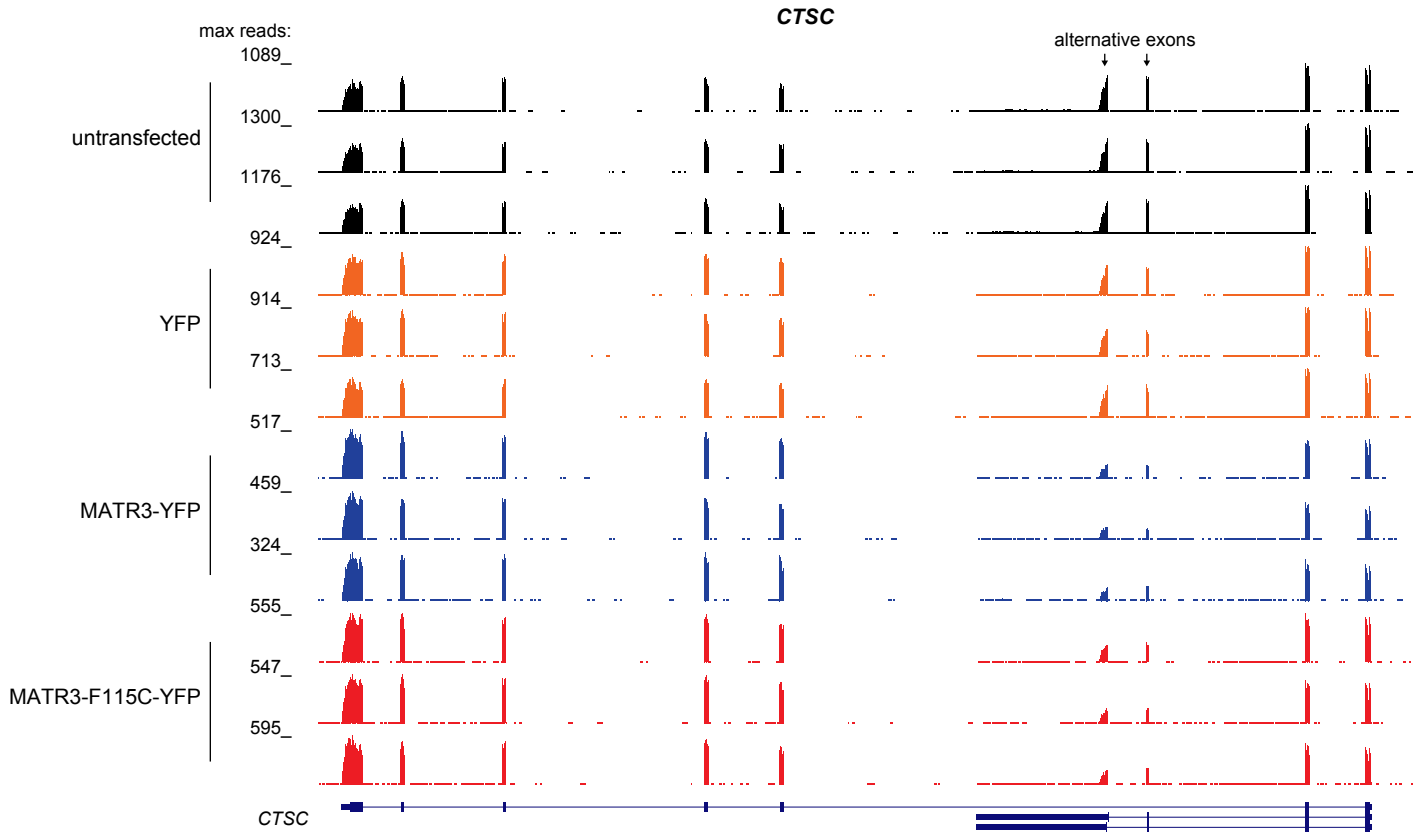 CTSC
max reads:
alternative exons
1089_
1300_
untransfected
1176_
924_
914_
YFP
713_
517_
459_
MATR3-YFP
324_
555_
547_
MATR3-F115C-YFP
595_
CTSC